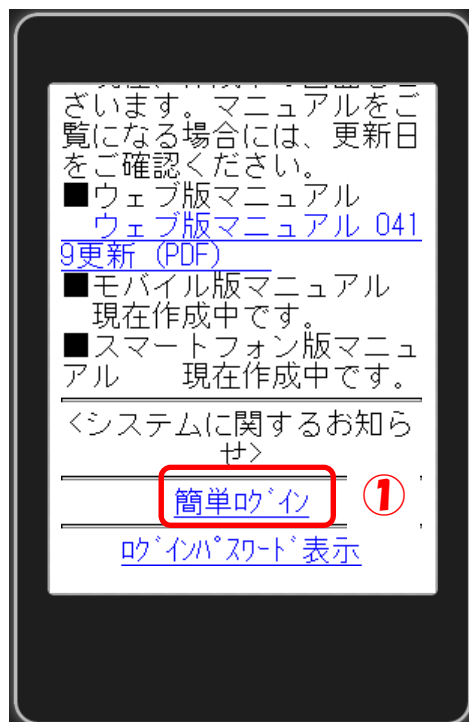 ざいます。マニュアルをご
覧になる場合には、更新日
をご確認ください。
■ウェブ版マニュアル
ウェブ版マニュアル 041
9更新 (PDF)
■モバイル版マニュアル
現在作成中です。
■スマートフォン版マニュ
アル　　現在作成中です。
<システムに関するお知ら
せ>
簡単ﾛｸﾞｲﾝ
①
ﾛｸﾞｲﾝﾊﾟｽﾜｰﾄﾞ表示